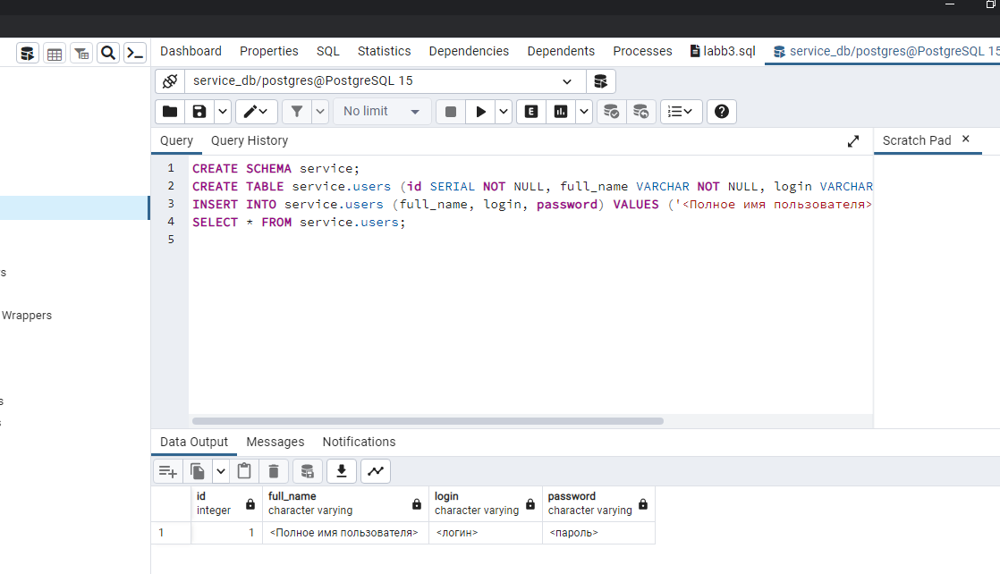 Dashboard Properties SQL Statistics Dependencies Dependents Processes labb3.sql service_db/postgres@PostgreSQL 15
service_db/postgres@PostgreSQL 15
No limit
E
Query Query History Scratch Pad
1 CREATE SCHEMA service;
2 CREATE TABLE service.users (id SERIAL NOT NULL, full_name VARCHAR NOT NULL, login VARCHAR
3 INSERT INTO service.users (full_name, login, password) VALUES ('<Полное имя пользователя>
4 SELECT * FROM service.users;
5
Wrappers
Data Output Messages Notifications
id full_name login password
integer character varying character varying character varying
1 1 <Полное имя пользователя> <логин> <пароль>